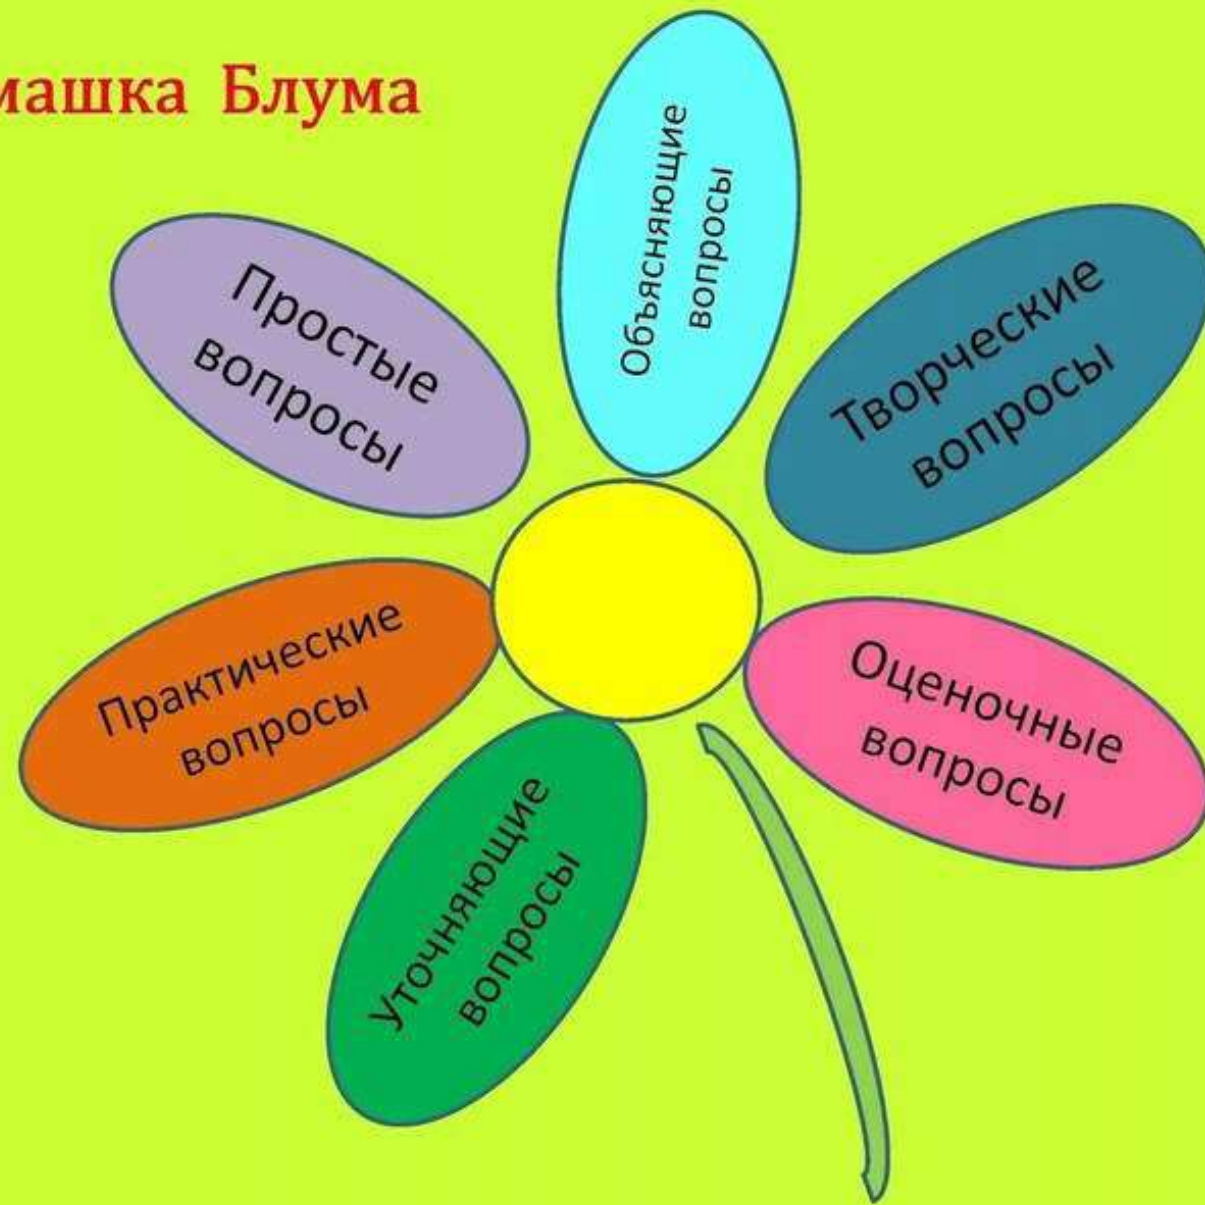 машка Блума
Объясняющие
вопросы
Творческие
вопросы
Простые
вопросы
Оценочные
вопросы
Практические
вопросы
Уточняющие
вопросы